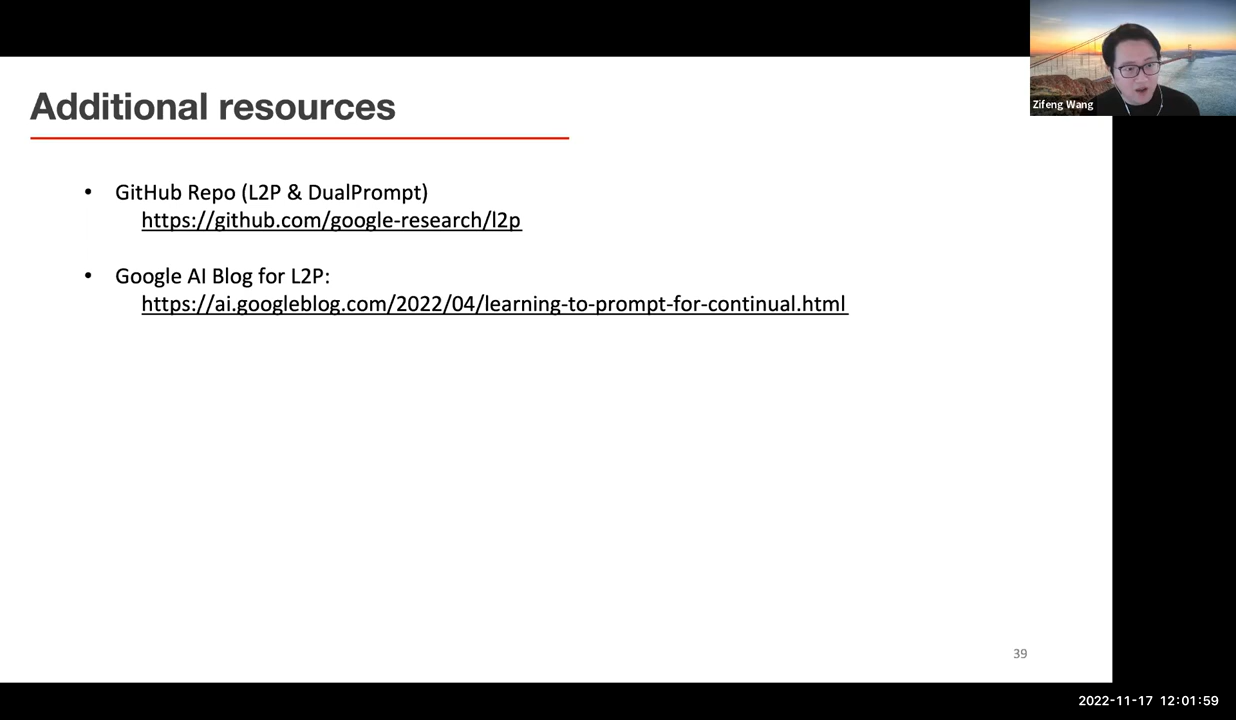 Additional resources
Zifeng Wang
• GitHub Repo (L2P & DualPrompt)
https://github.com/google-research/l2p
• Google AI Blog for L2P:
https://ai.googleblog.com/2022/04/learning-to-prompt-for-continual.html
39
2022-11-17 12:01:59